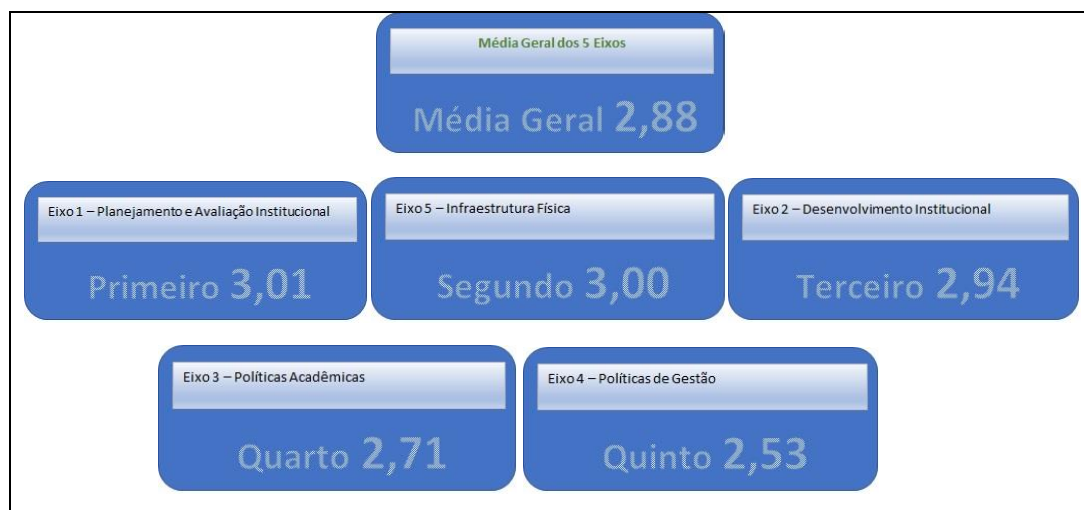 Média Geral dos 5 Eixos
Média Geral 2,88
Eixo 1 – Planejamento e Avaliação Institucional
Primeiro 3,01
Eixo 5 – Infraestrutura Física
Segundo 3,00
Eixo 2 – Desenvolvimento Institucional
Terceiro 2,94
Eixo 3 – Políticas Acadêmicas
Quarto 2,71
Eixo 4 – Políticas de Gestão
Quinto 2,53